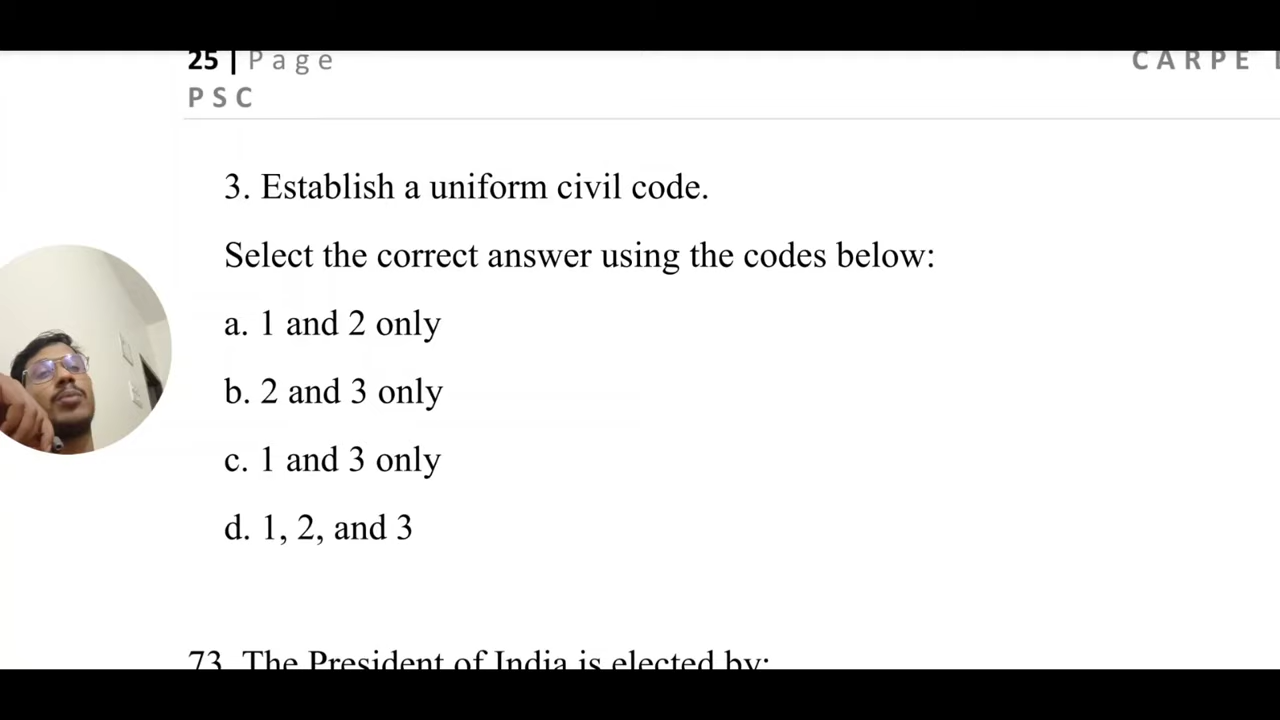 25 | Page CARPE
PSC
3. Establish a uniform civil code.
Select the correct answer using the codes below:
a. 1 and 2 only
b. 2 and 3 only
c. 1 and 3 only
d. 1, 2, and 3
73. The President of India is elected by: